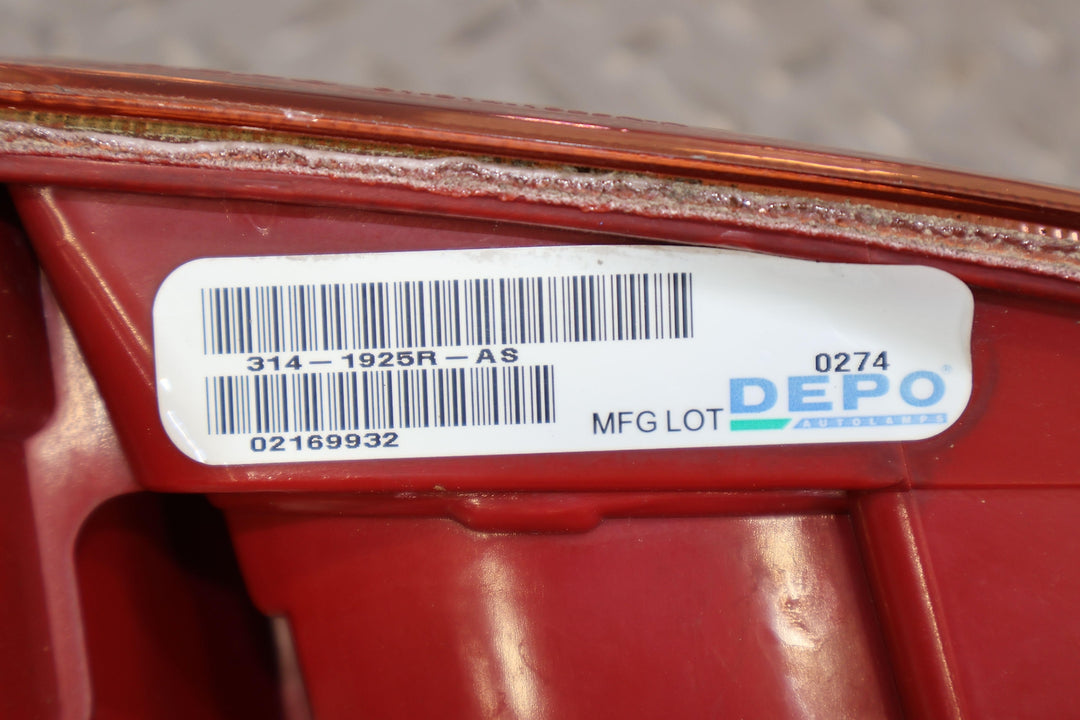 314-1925R-AS
02169932
0274
MFG LOT
DEPO®
AUTOLAMPS